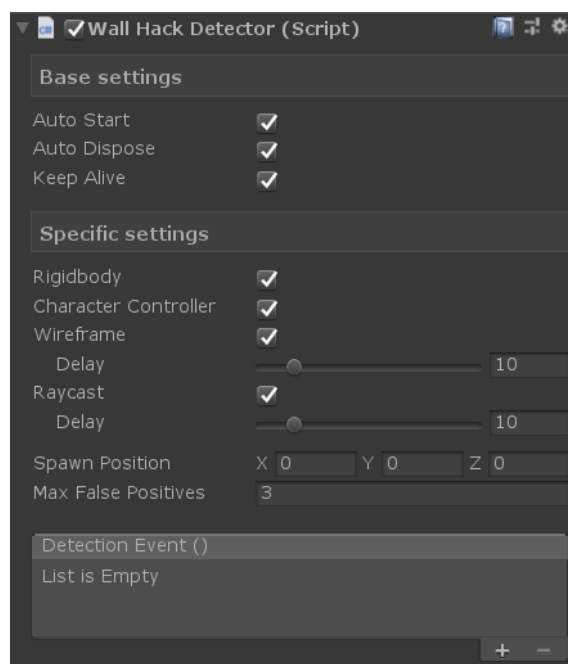 Wall Hack Detector (Script)
Base settings
Auto Start
Auto Dispose
Keep Alive
Specific settings
Rigidbody
Character Controller
Wireframe
Delay 10
Raycast
Delay 10
Spawn Position X 0 Y 0 Z 0
Max False Positives 3
Detection Event ()
List is Empty
+ −